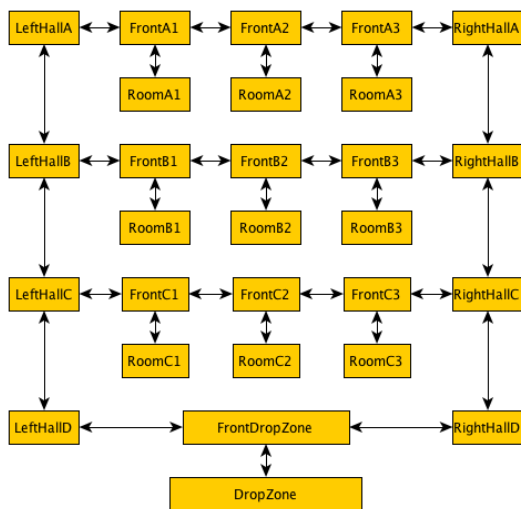 LeftHallA FrontA1 FrontA2 FrontA3 RightHallA
RoomA1 RoomA2 RoomA3
LeftHallB FrontB1 FrontB2 FrontB3 RightHallB
RoomB1 RoomB2 RoomB3
LeftHallC FrontC1 FrontC2 FrontC3 RightHallC
RoomC1 RoomC2 RoomC3
LeftHallD FrontDropZone RightHallD
DropZone